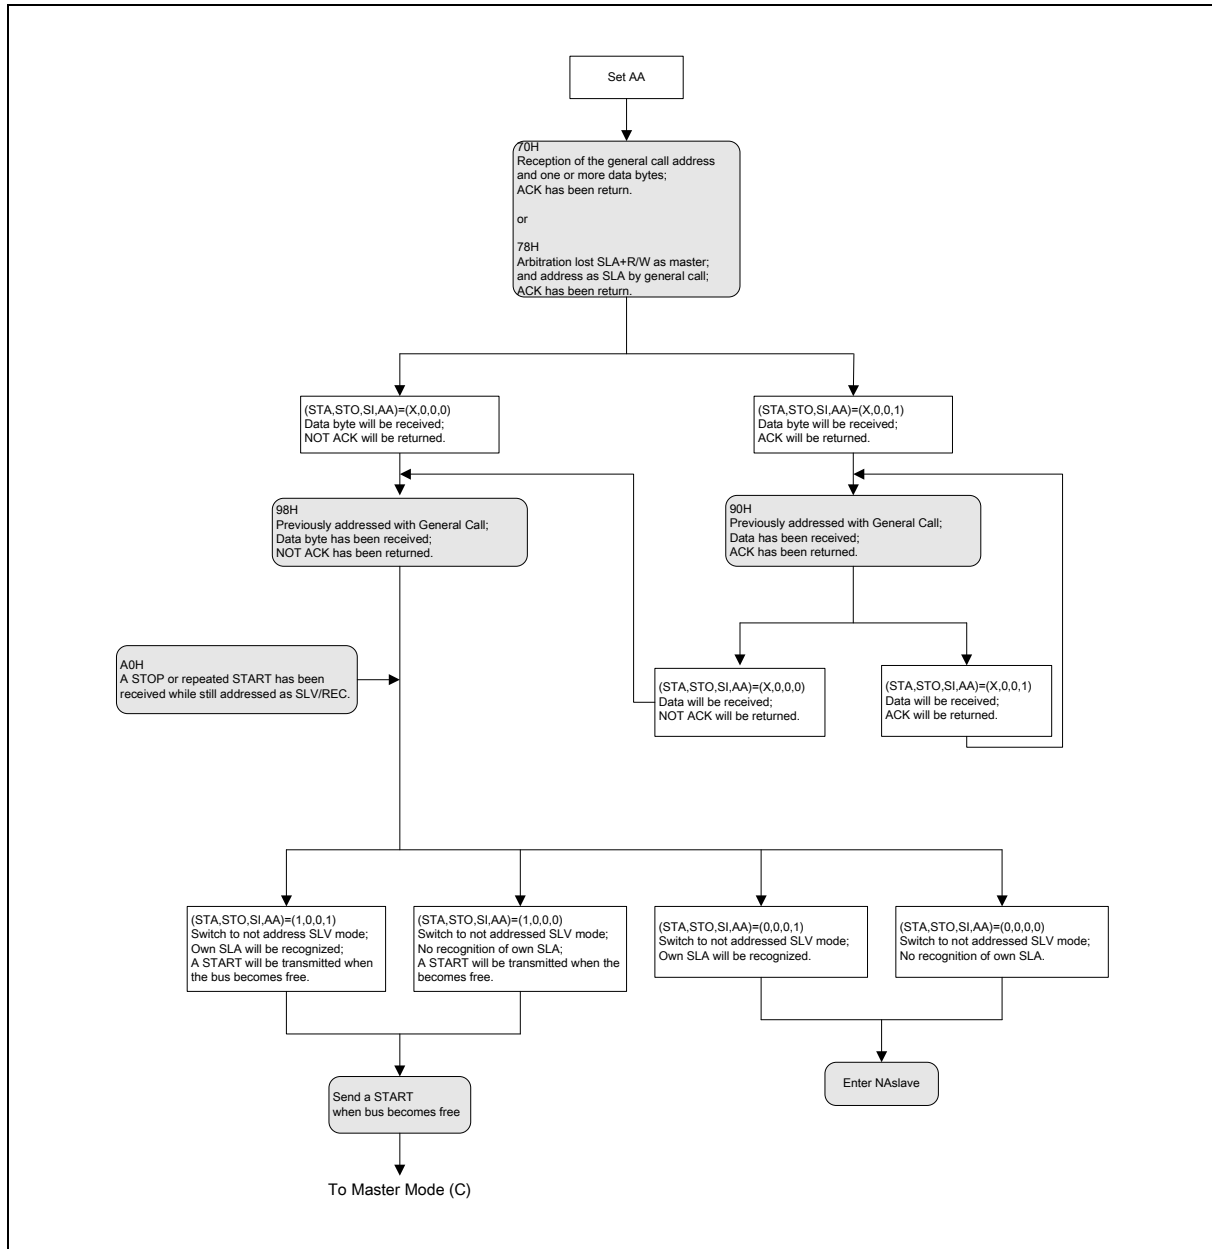 Set AA
70H
Reception of the general call address
and one or more data bytes;
ACK has been return.
or
78H
Arbitration lost SLA+R/W as master;
and address as SLA by general call;
ACK has been return.
(STA,STO,SI,AA)=(X,0,0,0)
Data byte will be received;
NOT ACK will be returned.
(STA,STO,SI,AA)=(X,0,0,1)
Data byte will be received;
ACK will be returned.
98H
Previously addressed with General Call;
Data byte has been received;
NOT ACK has been returned.
90H
Previously addressed with General Call;
Data has been received;
ACK has been returned.
A0H
A STOP or repeated START has been
received while still addressed as SLV/REC.
(STA,STO,SI,AA)=(X,0,0,0)
Data will be received;
NOT ACK will be returned.
(STA,STO,SI,AA)=(X,0,0,1)
Data will be received;
ACK will be returned.
(STA,STO,SI,AA)=(1,0,0,1)
Switch to not address SLV mode;
Own SLA will be recognized;
A START will be transmitted when
the bus becomes free.
(STA,STO,SI,AA)=(1,0,0,0)
Switch to not addressed SLV mode;
No recognition of own SLA;
A START will be transmitted when the
becomes free.
(STA,STO,SI,AA)=(0,0,0,1)
Switch to not addressed SLV mode;
Own SLA will be recognized.
(STA,STO,SI,AA)=(0,0,0,0)
Switch to not addressed SLV mode;
No recognition of own SLA.
Send a START
when bus becomes free
Enter NAslave
To Master Mode (C)